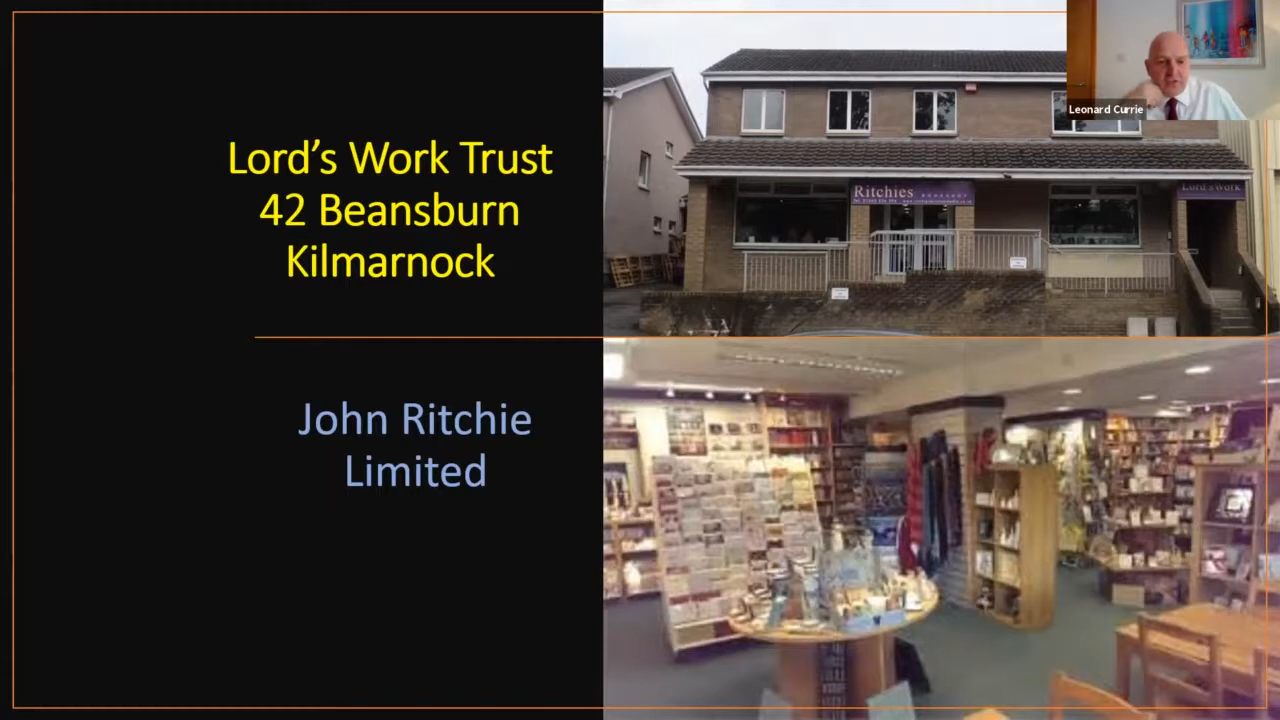 Lord’s Work Trust
42 Beansburn
Kilmarnock
John Ritchie
Limited
Ritchies
Lord's Work
Leonard Currie